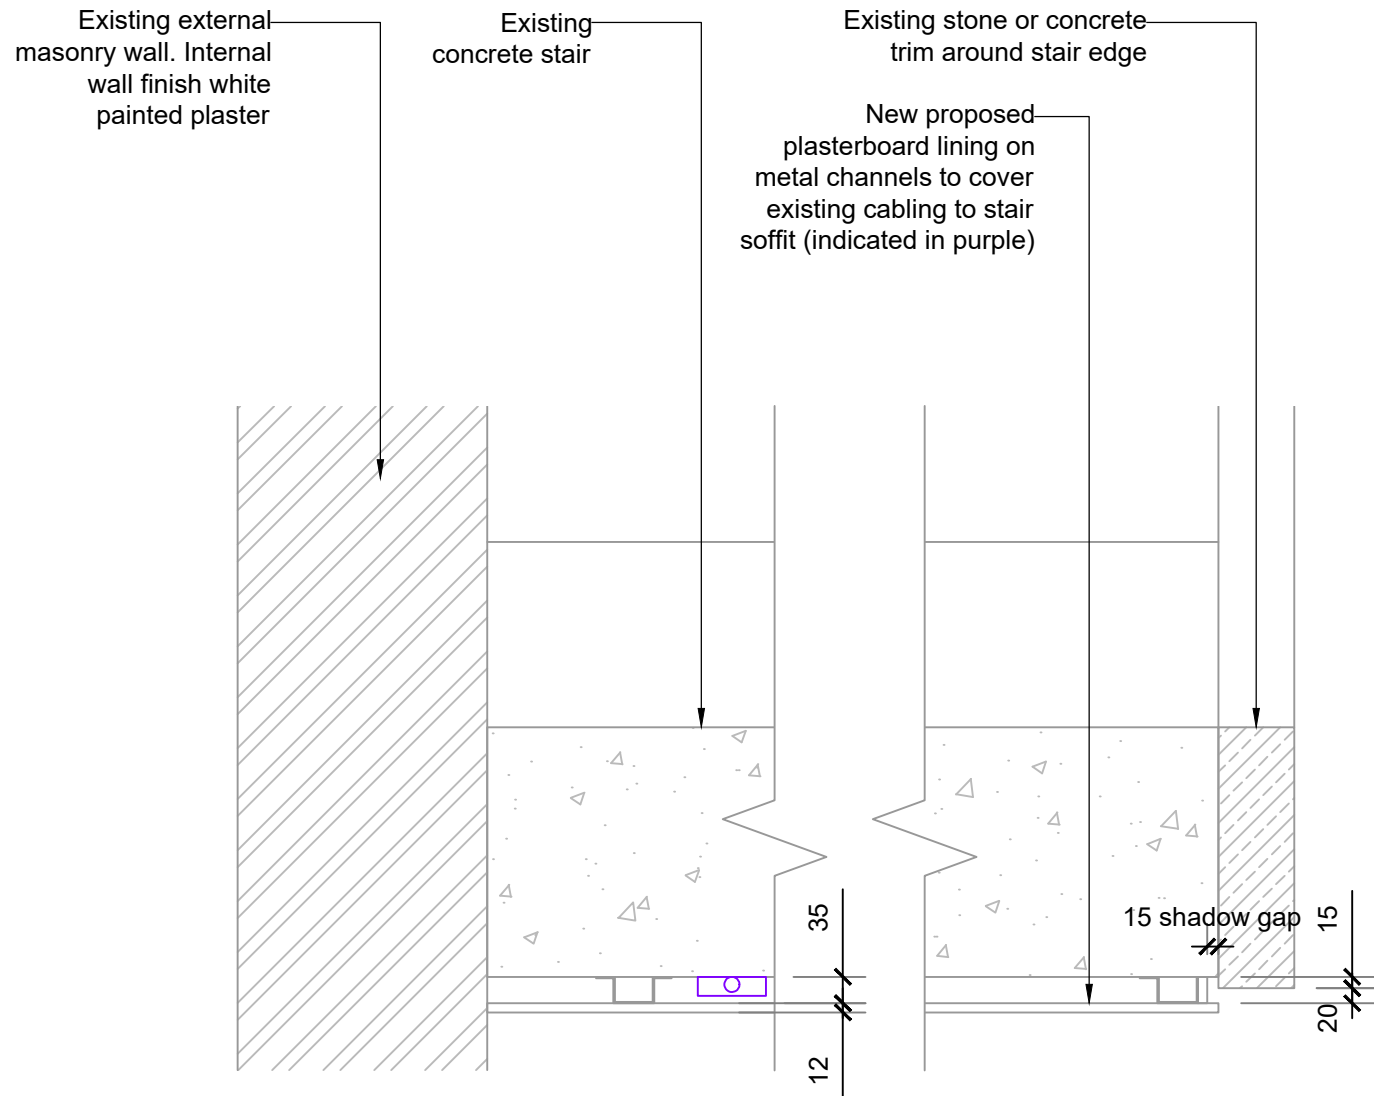 Existing external
masonry wall. Internal
wall finish white
painted plaster
Existing
concrete stair
Existing stone or concrete
trim around stair edge
New proposed
plasterboard lining on
metal channels to cover
existing cabling to stair
soffit (indicated in purple)
35
12
15 shadow gap
15
20